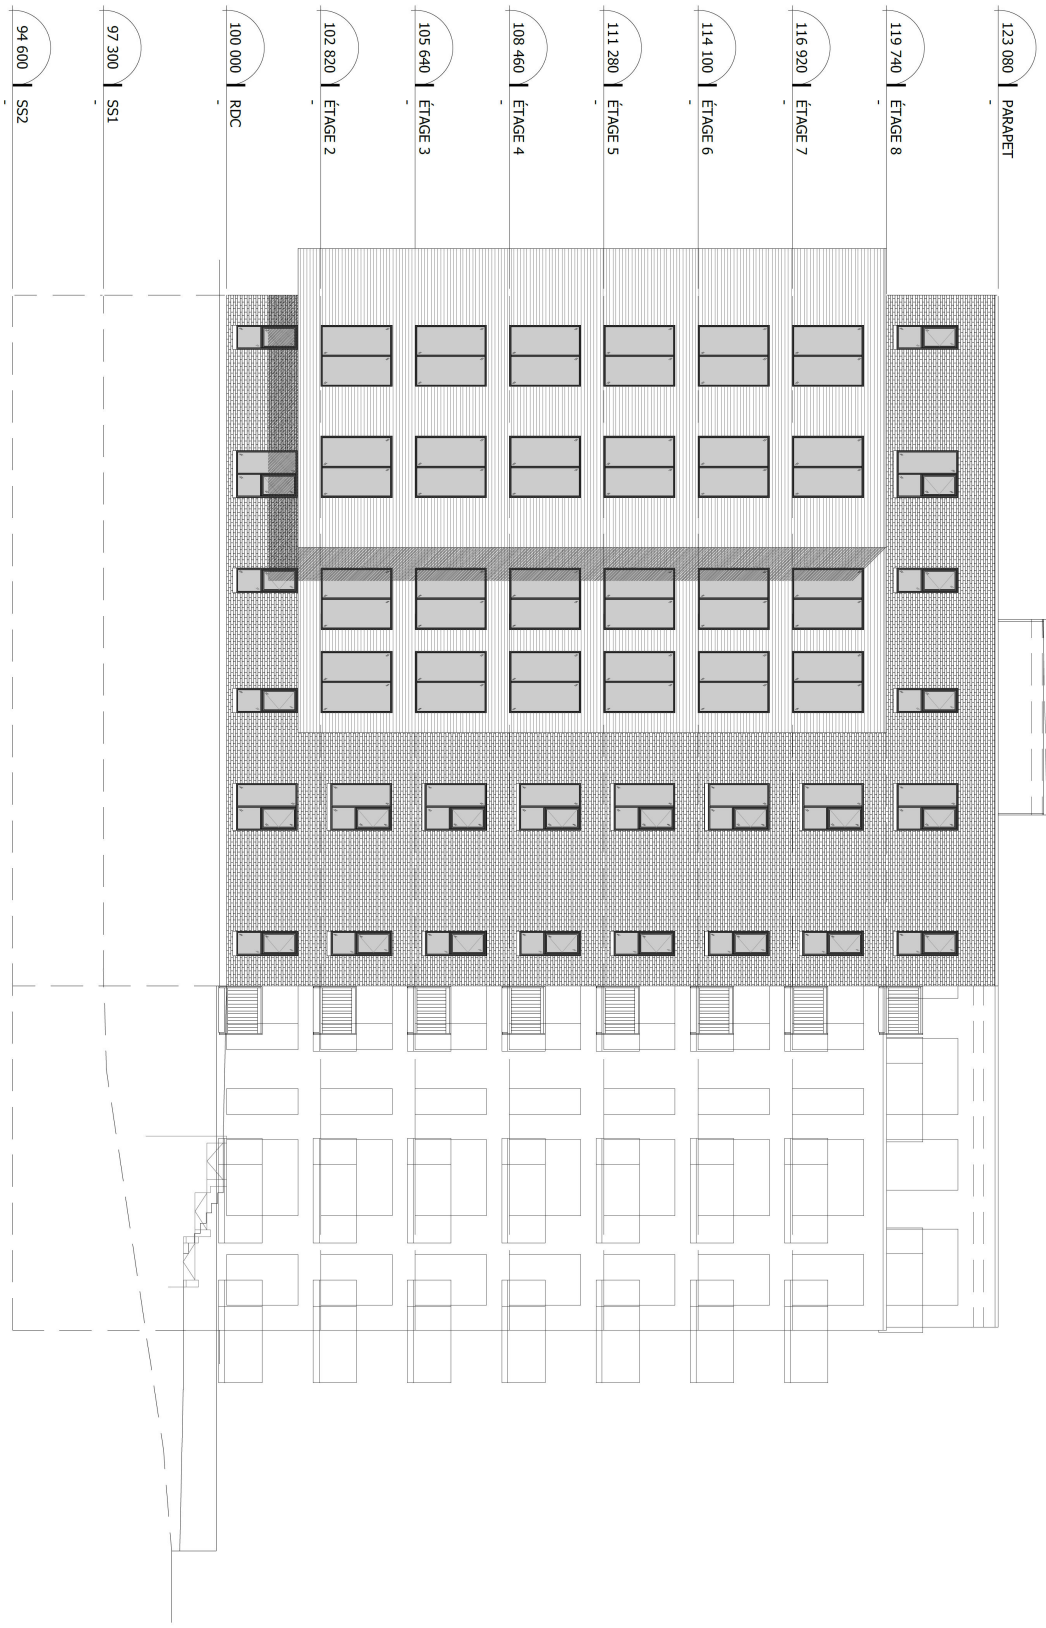 123 080
PARAPET
-
119 740
ÉTAGE 8
-
116 920
ÉTAGE 7
-
114 100
ÉTAGE 6
-
111 280
ÉTAGE 5
-
108 460
ÉTAGE 4
-
105 640
ÉTAGE 3
-
102 820
ÉTAGE 2
-
100 000
RDC
-
97 300
SS1
-
94 600
SS2
-